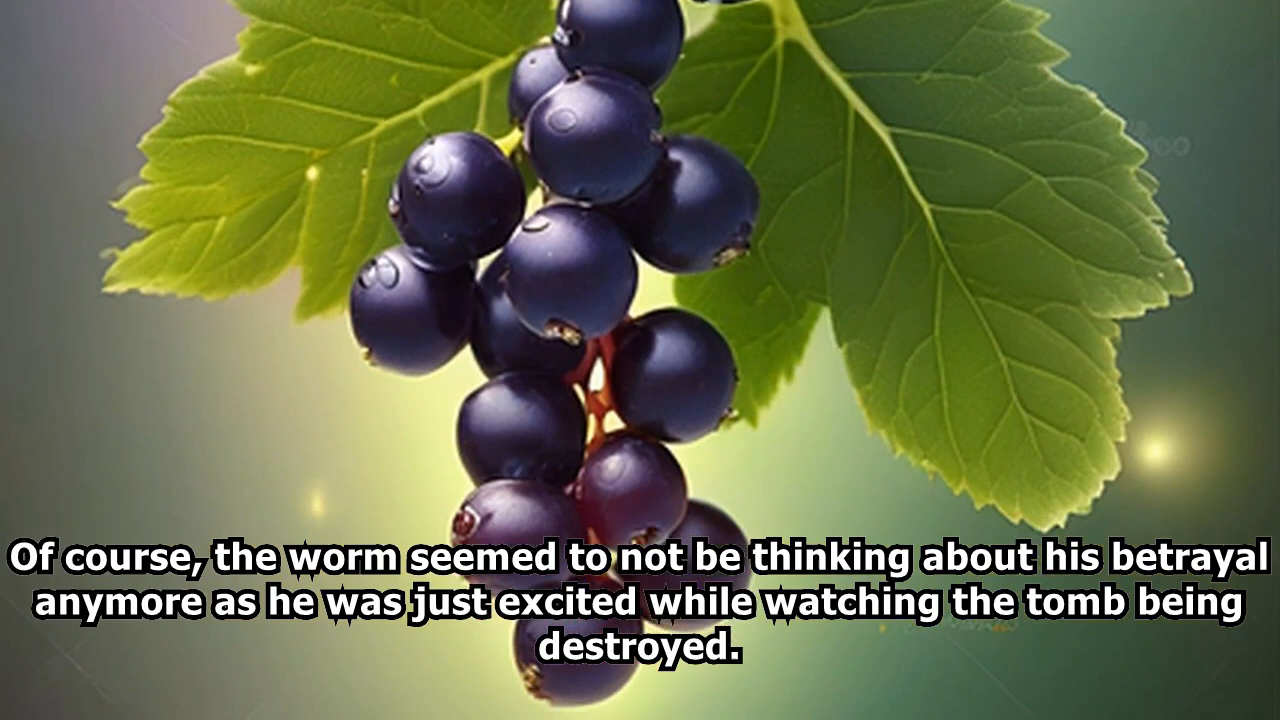 Of course, the worm seemed to not be thinking about his betrayal
anymore as he was just excited while watching the tomb being
destroyed.